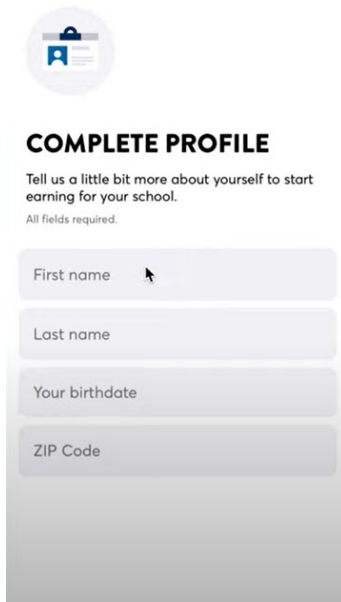 COMPLETE PROFILE
Tell us a little bit more about yourself to start
earning for your school.
All fields required.
First name
Last name
Your birthdate
ZIP Code